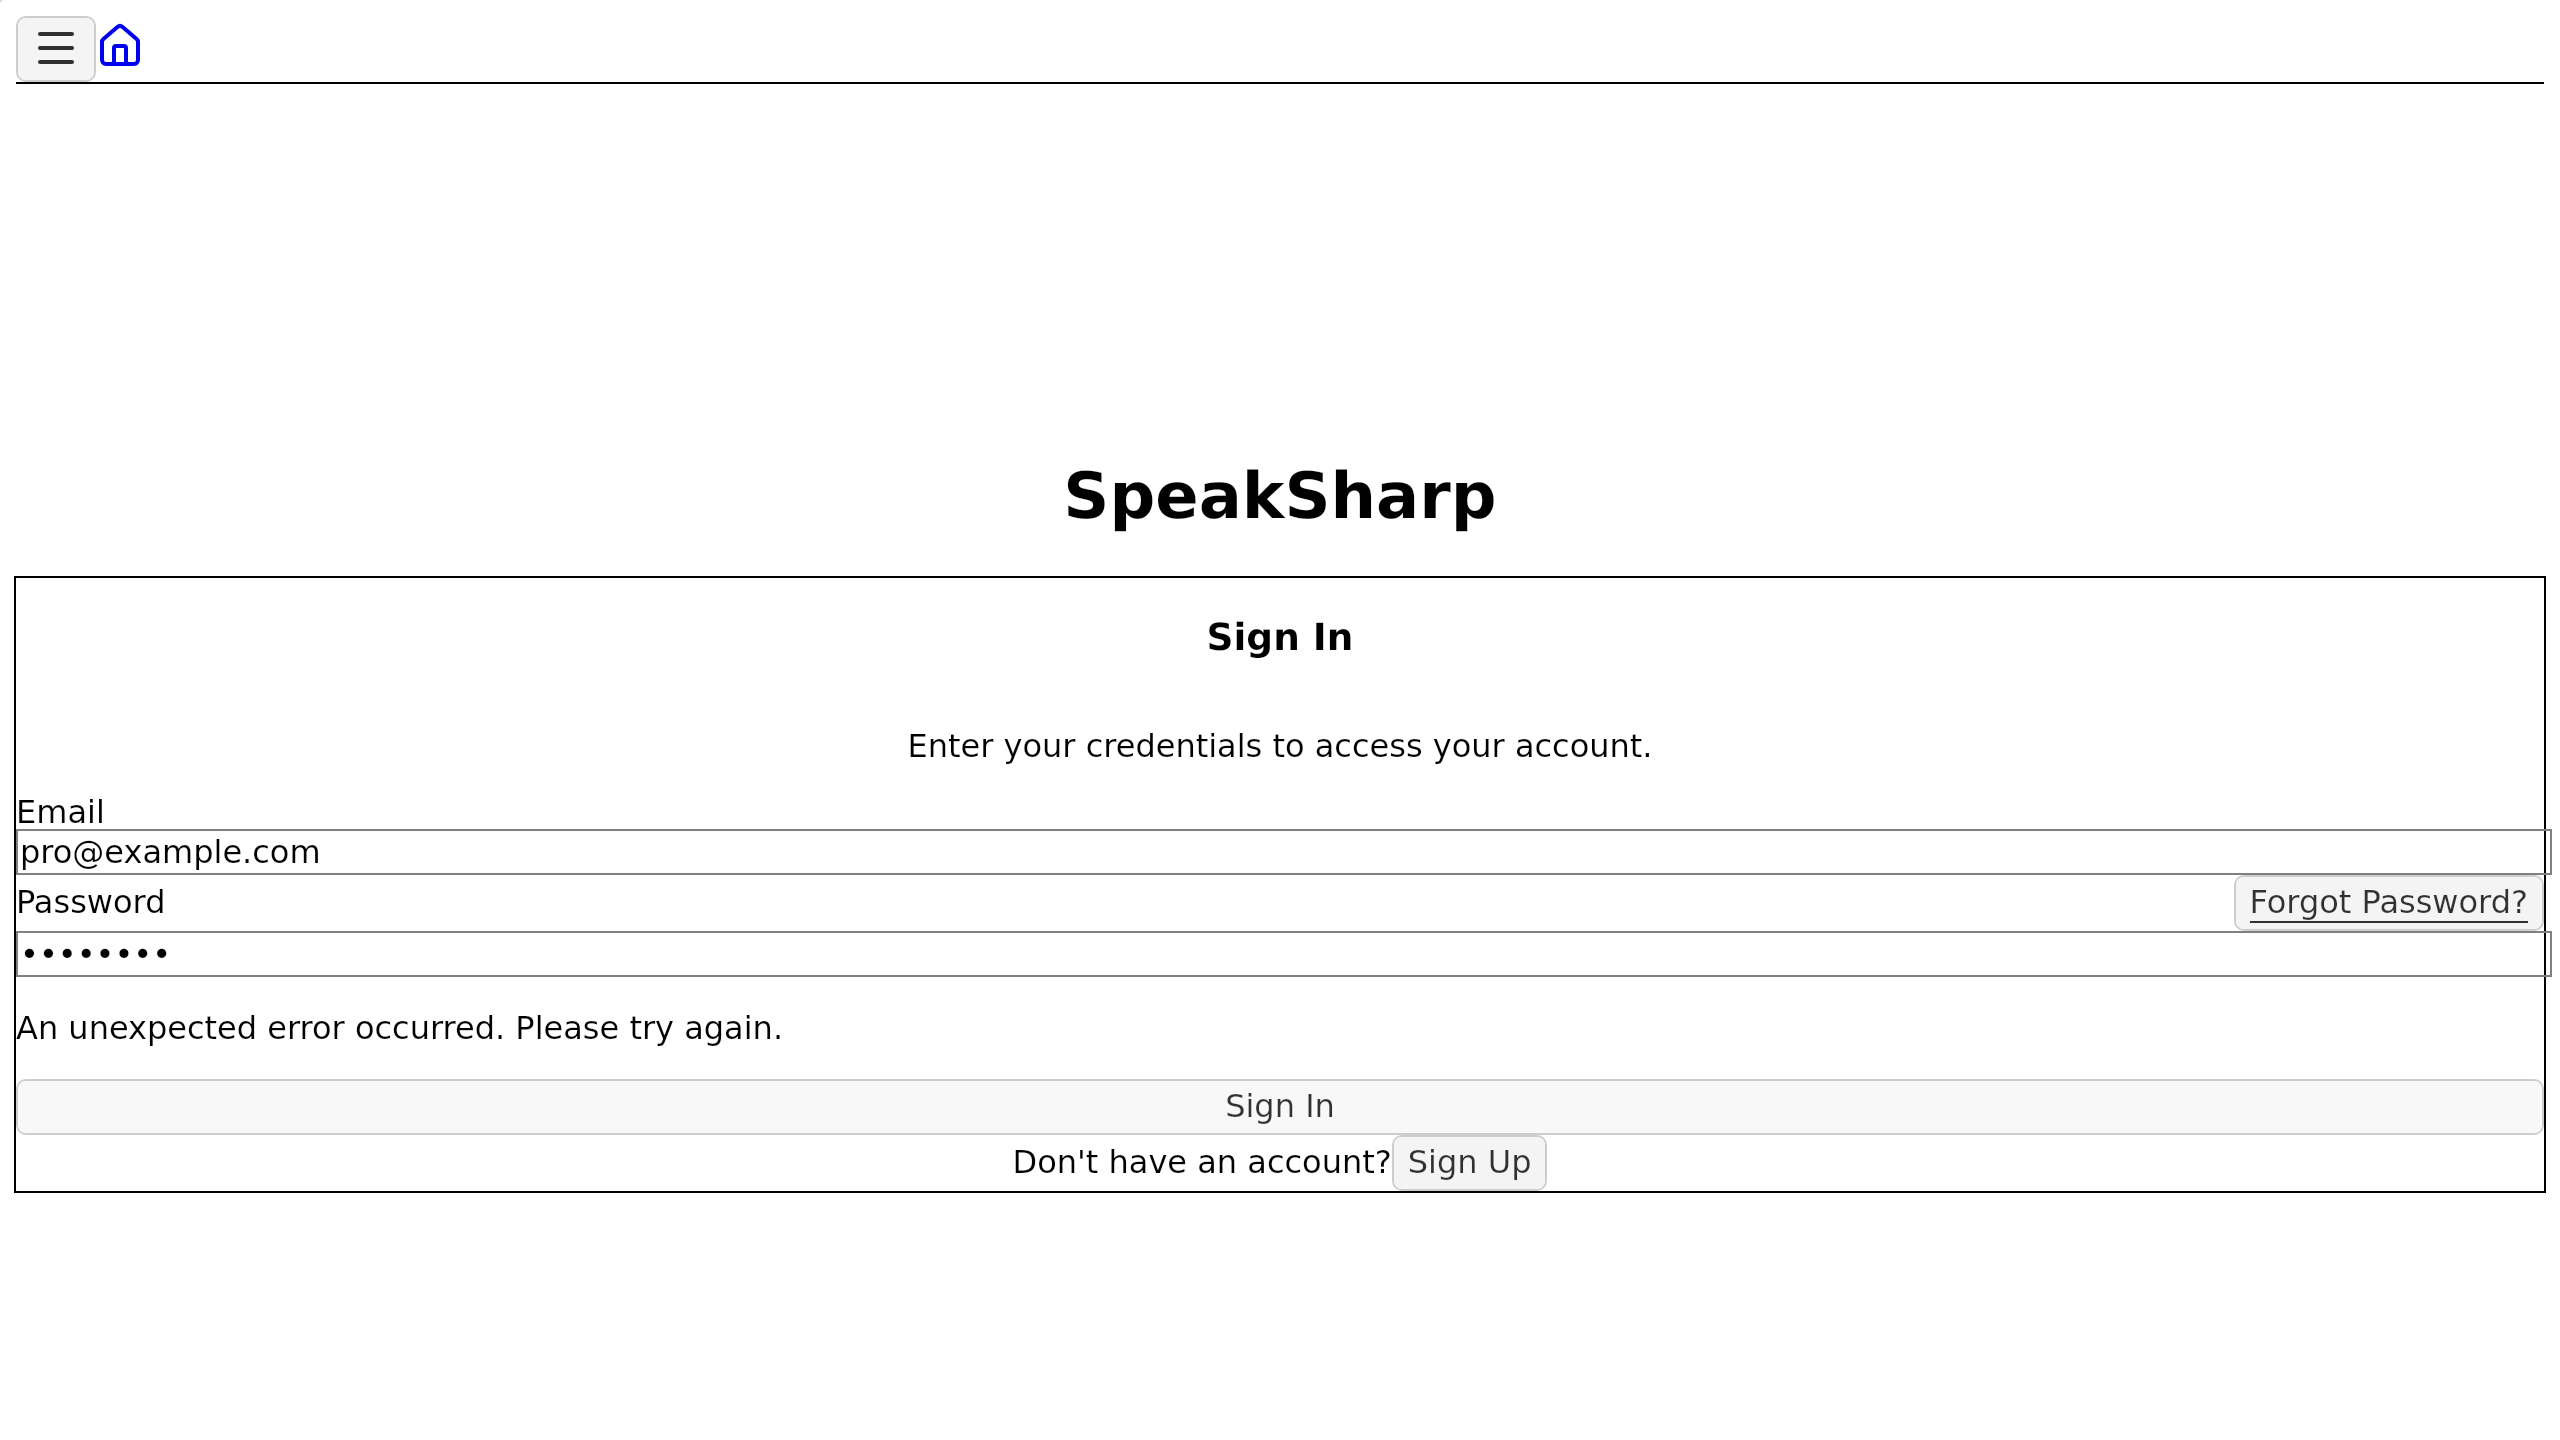 SpeakSharp
Sign In
Enter your credentials to access your account.
Email
pro@example.com
Password
Forgot Password?
••••••••
An unexpected error occurred. Please try again.
Sign In
Don't have an account?
Sign Up